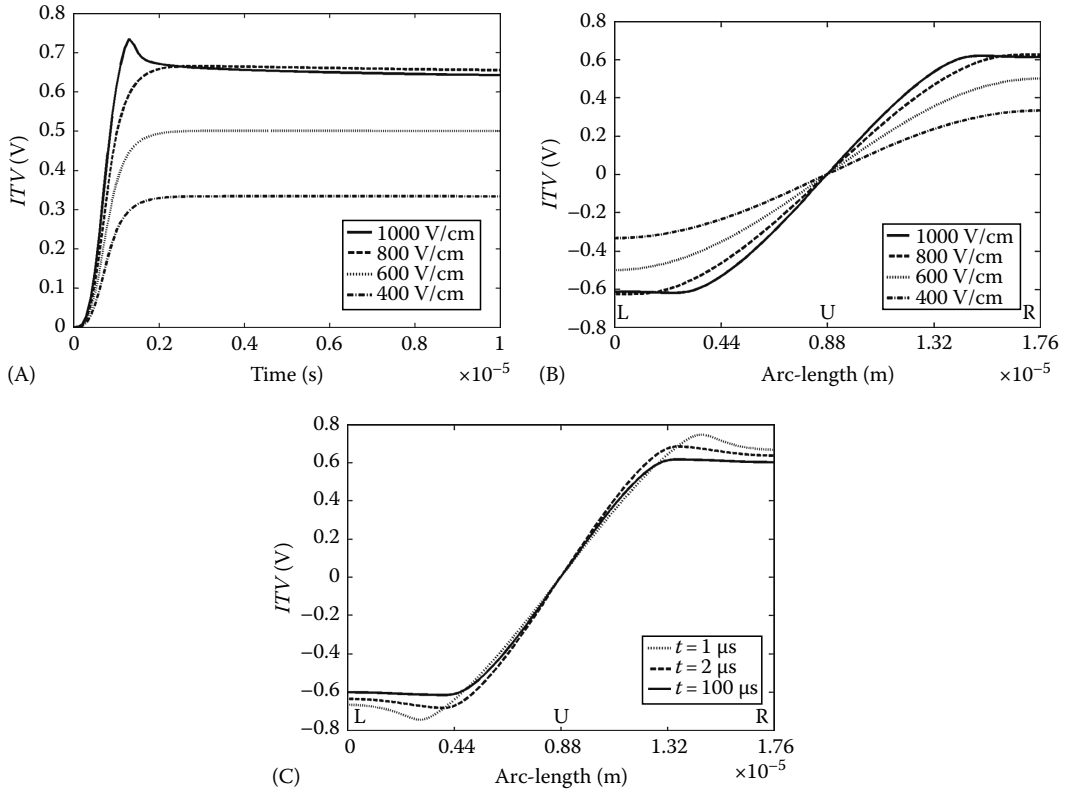 0.8
0.7
0.6
0.5
0.4
0.3
0.2
0.1
0
ITV (V)
1000 V/cm
800 V/cm
600 V/cm
400 V/cm
0 0.2 0.4 0.6 0.8 1
×10−5
Time (s)
(A)
0.8
0.6
0.4
0.2
0
−0.2
−0.4
−0.6
−0.8
ITV (V)
1000 V/cm
800 V/cm
600 V/cm
400 V/cm
L U R
0 0.44 0.88 1.32 1.76
×10−5
Arc-length (m)
(B)
0.8
0.6
0.4
0.2
0
−0.2
−0.4
−0.6
−0.8
ITV (V)
t = 1 μs
t = 2 μs
t = 100 μs
L U R
0 0.44 0.88 1.32 1.76
×10−5
Arc-length (m)
(C)